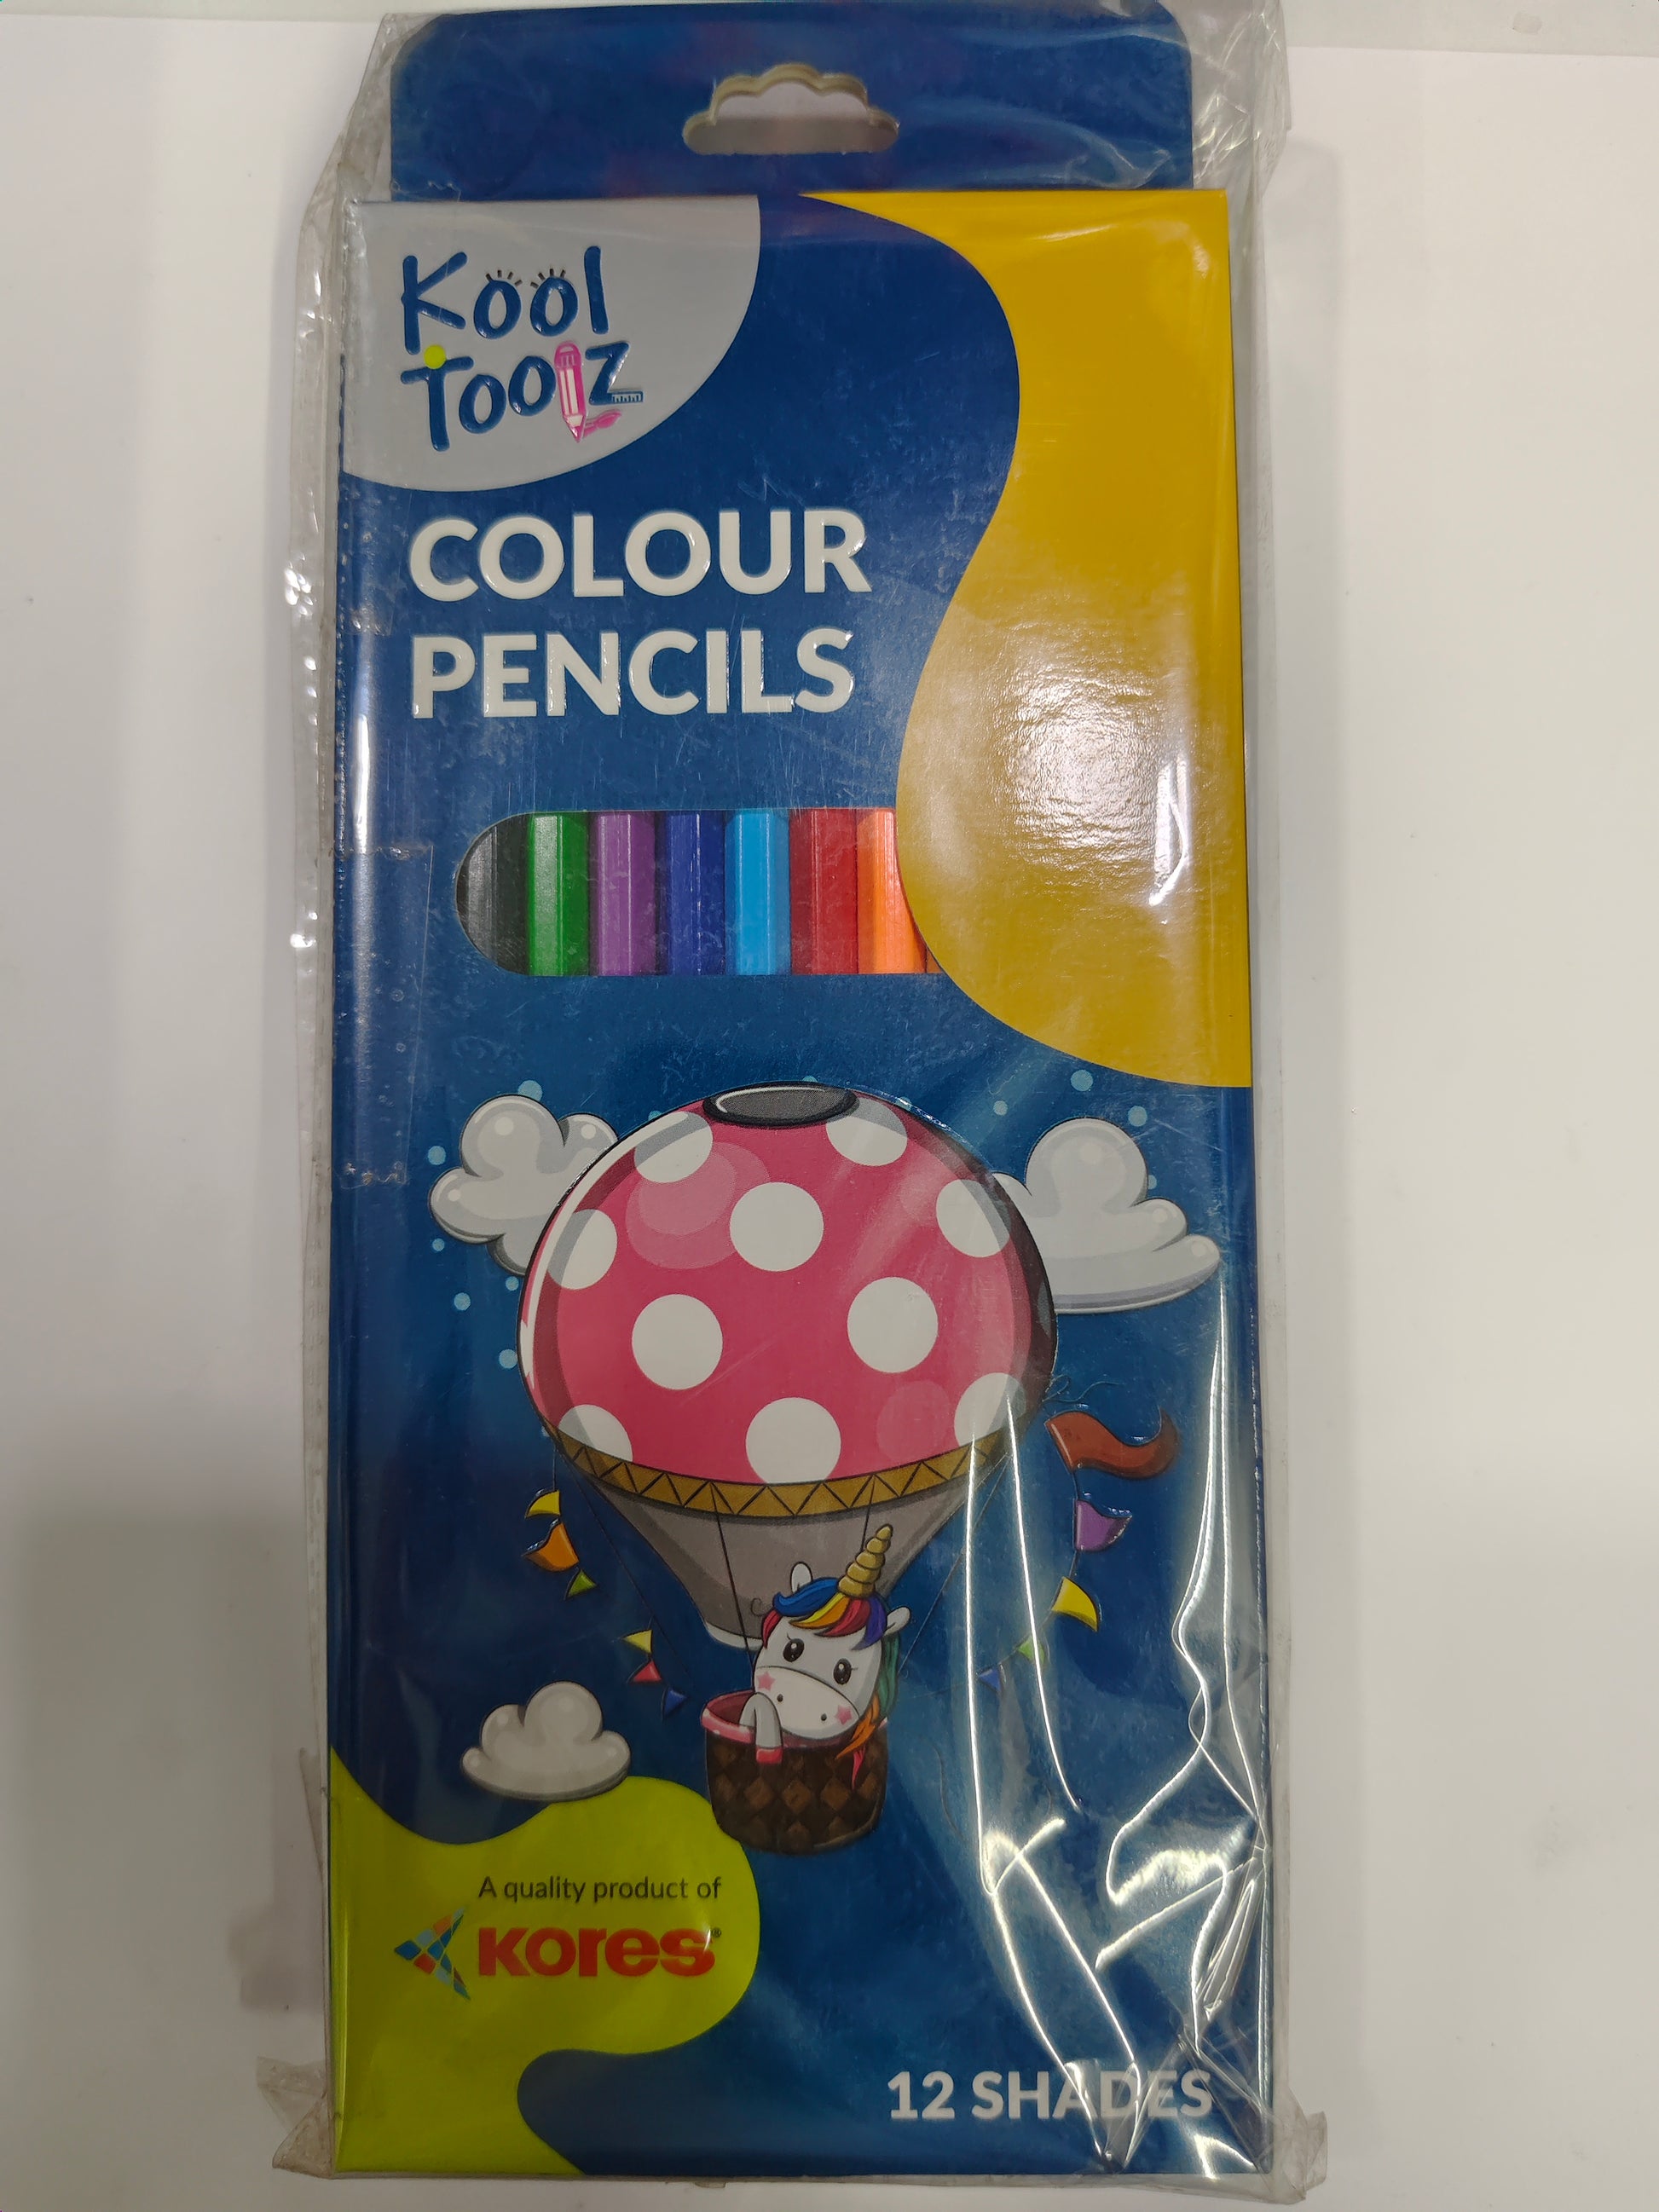 Kool
Toolz
COLOUR
PENCILS
A quality product of
Kores®
12 SHADES